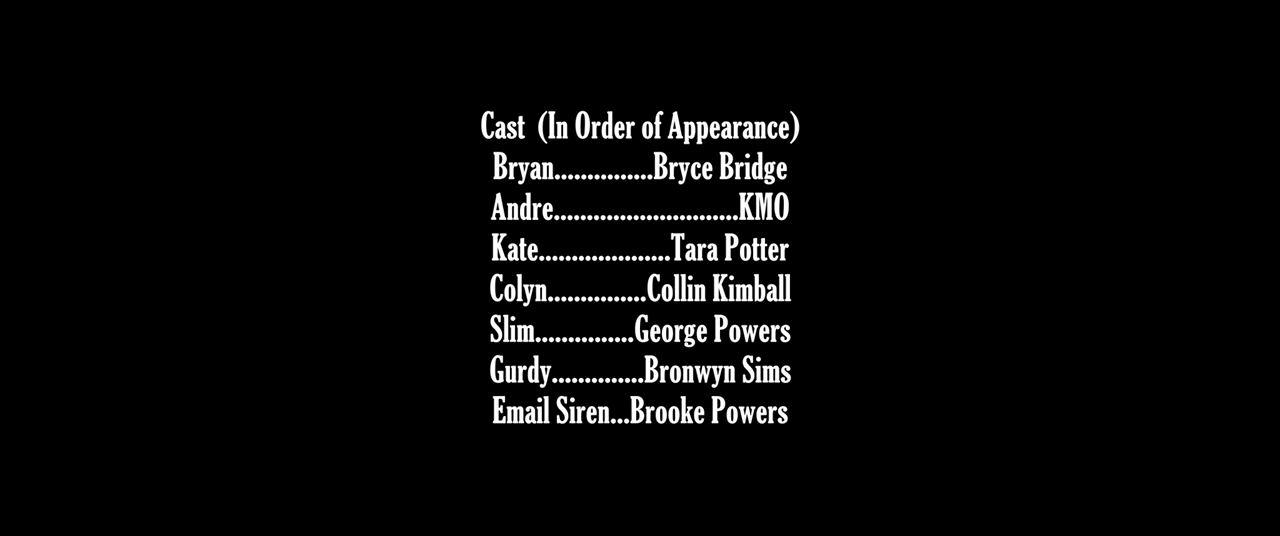 Cast (In Order of Appearance)
Bryan...............Bryce Bridge
Andre............................KMO
Kate....................Tara Potter
Colyn...............Collin Kimball
Slim...............George Powers
Gurdy..............Bronwyn Sims
Email Siren...Brooke Powers